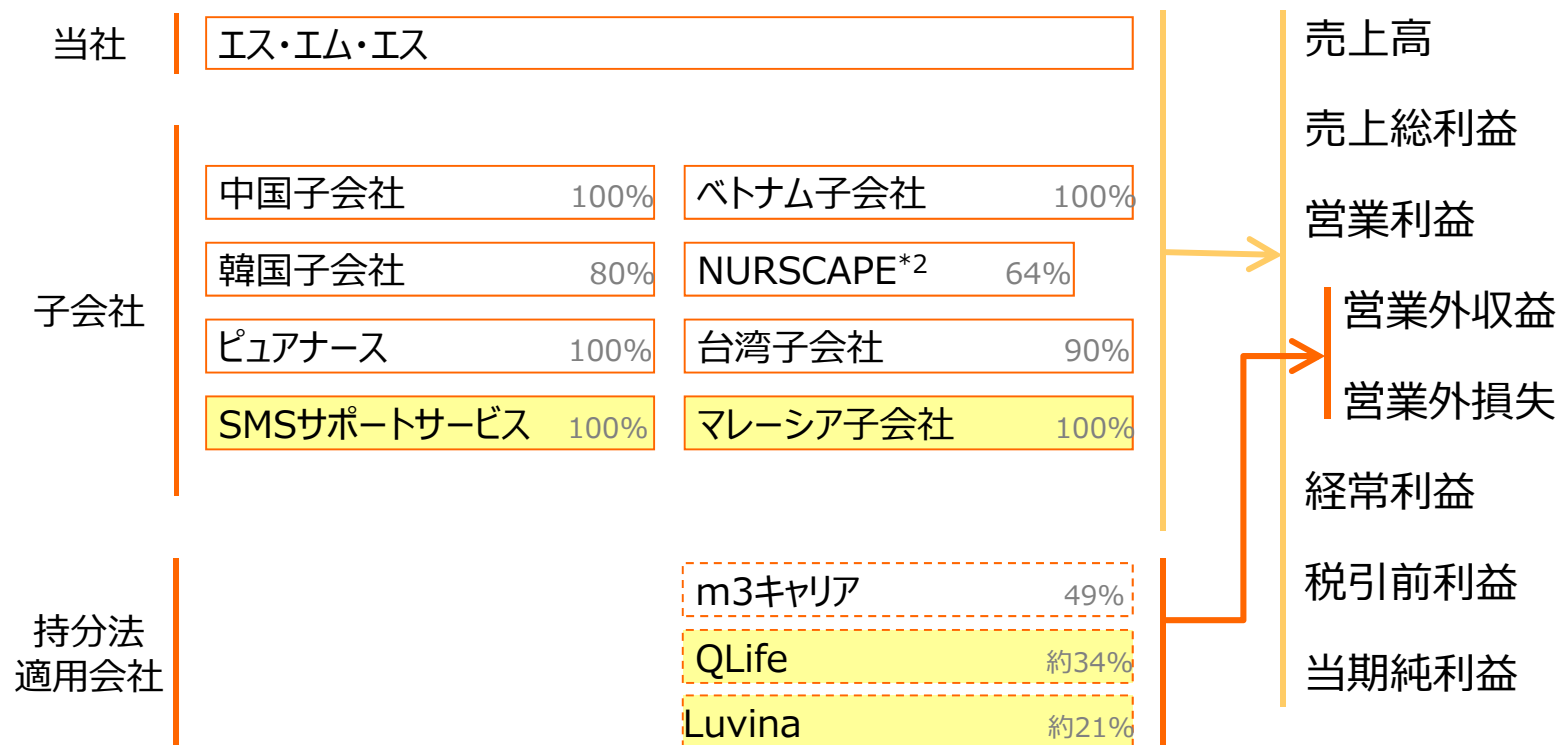 当社
エス・エム・エス
子会社
中国子会社 100%
ベトナム子会社 100%
韓国子会社 80%
NURSCAPE*2 64%
ピュアナース 100%
台湾子会社 90%
SMSサポートサービス 100%
マレーシア子会社 100%
持分法
適用会社
m3キャリア 49%
QLife 約34%
Luvina 約21%
売上高
売上総利益
営業利益
営業外収益
営業外損失
経常利益
税引前利益
当期純利益